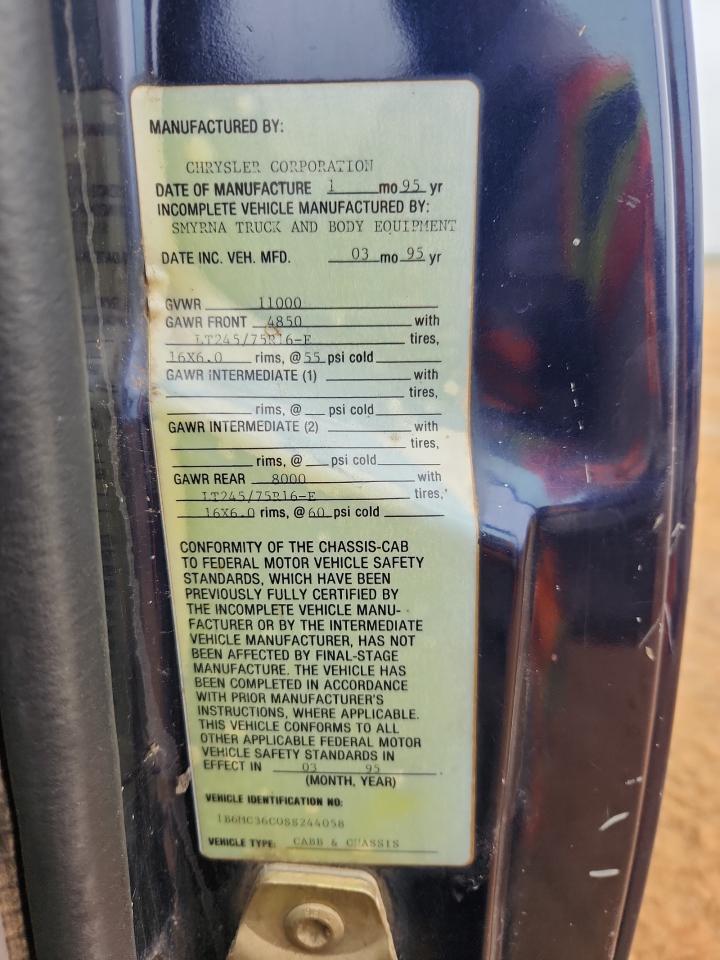 MANUFACTURED BY:
CHRYSLER CORPORATION
DATE OF MANUFACTURE 1 mo 95 yr
INCOMPLETE VEHICLE MANUFACTURED BY:
SMYRNA TRUCK AND BODY EQUIPMENT
DATE INC. VEH. MFD. 03 mo 95 yr
GVWR 11000
GAWR FRONT 4850 with
LT245/75R16-E tires,
16X6.0 rims, @ 55 psi cold
GAWR INTERMEDIATE (1) with
tires,
rims, @ psi cold
GAWR INTERMEDIATE (2) with
tires,
rims, @ psi cold
GAWR REAR 8000 with
LT245/75R16-E tires,
16X6.0 rims, @ 60 psi cold
CONFORMITY OF THE CHASSIS-CAB
TO FEDERAL MOTOR VEHICLE SAFETY
STANDARDS, WHICH HAVE BEEN
PREVIOUSLY FULLY CERTIFIED BY
THE INCOMPLETE VEHICLE MANU-
FACTURER OR BY THE INTERMEDIATE
VEHICLE MANUFACTURER, HAS NOT
BEEN AFFECTED BY FINAL-STAGE
MANUFACTURE. THE VEHICLE HAS
BEEN COMPLETED IN ACCORDANCE
WITH PRIOR MANUFACTURER'S
INSTRUCTIONS, WHERE APPLICABLE.
THIS VEHICLE CONFORMS TO ALL
OTHER APPLICABLE FEDERAL MOTOR
VEHICLE SAFETY STANDARDS IN
EFFECT IN 03 95
(MONTH, YEAR)
VEHICLE IDENTIFICATION NO:
1B6MC36C0SS244058
VEHICLE TYPE: CABB & CHASSIS